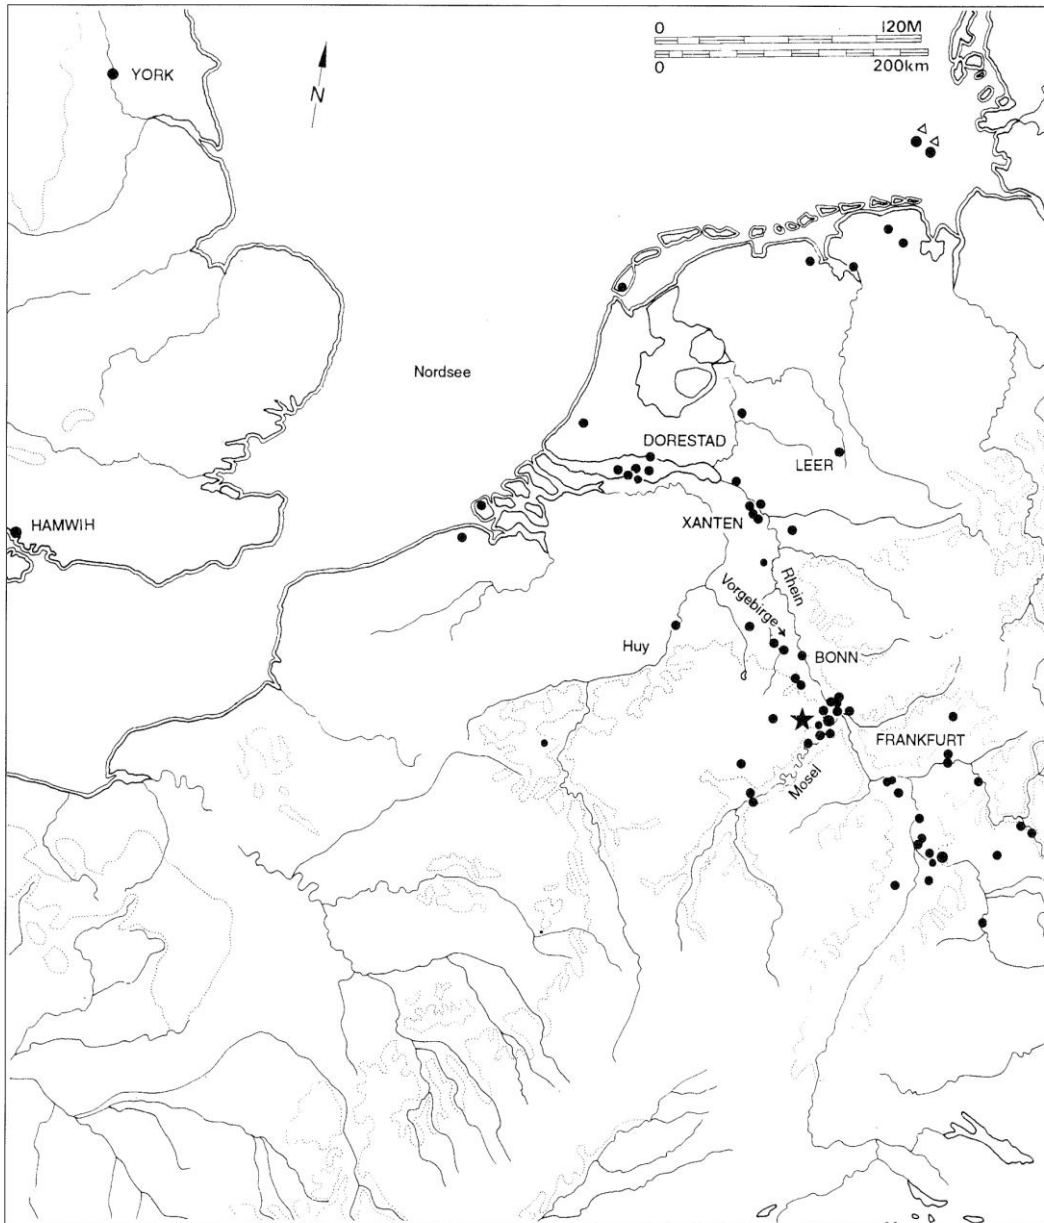 0 120M
0 200km
YORK
N
Nordsee
DORESTAD
LEER
HAMWIH
XANTEN
Rhein
Vorgebirge
Huy
BONN
FRANKFURT
Mosel